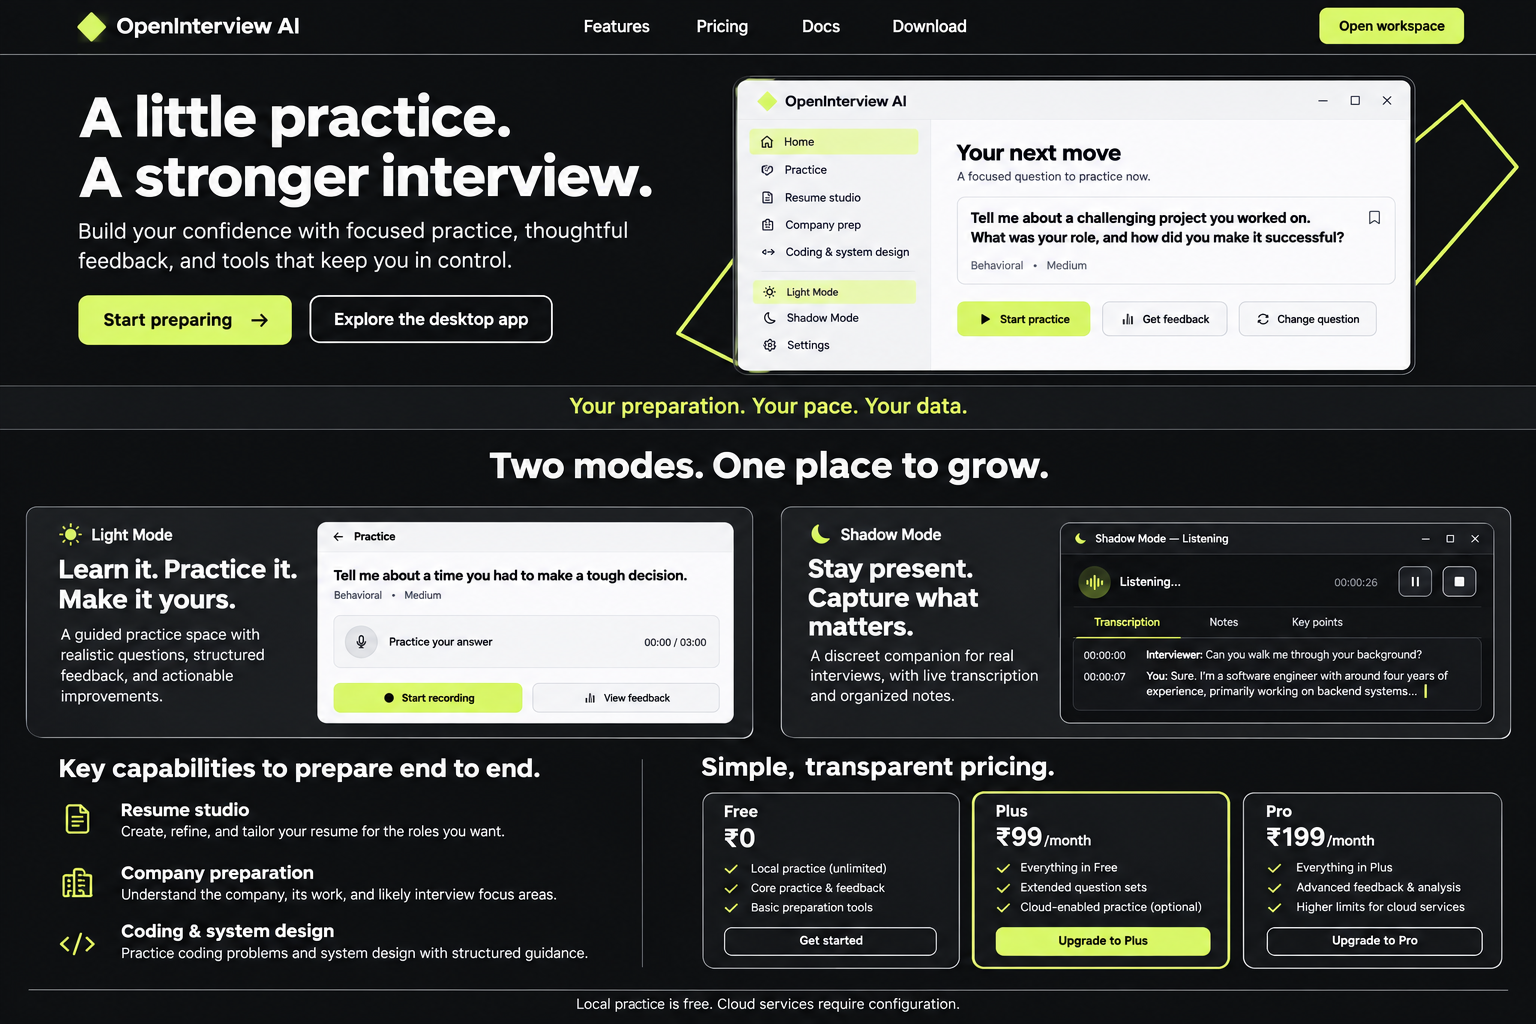 OpenInterview AI
Features
Pricing
Docs
Download
Open workspace
A little practice.
A stronger interview.
Build your confidence with focused practice, thoughtful
feedback, and tools that keep you in control.
Start preparing →
Explore the desktop app
OpenInterview AI
Home
Practice
Resume studio
Company prep
Coding & system design
Light Mode
Shadow Mode
Settings
Your next move
A focused question to practice now.
Tell me about a challenging project you worked on.
What was your role, and how did you make it successful?
Behavioral • Medium
Start practice
Get feedback
Change question
Your preparation. Your pace. Your data.
Two modes. One place to grow.
Light Mode
Learn it. Practice it.
Make it yours.
A guided practice space with
realistic questions, structured
feedback, and actionable
improvements.
← Practice
Tell me about a time you had to make a tough decision.
Behavioral • Medium
Practice your answer
00:00 / 03:00
Start recording
View feedback
Shadow Mode
Stay present.
Capture what
matters.
A discreet companion for real
interviews, with live transcription
and organized notes.
Shadow Mode — Listening
Listening...
00:00:26
Transcription
Notes
Key points
00:00:00 Interviewer: Can you walk me through your background?
00:00:07 You: Sure. I'm a software engineer with around four years of
experience, primarily working on backend systems...
Key capabilities to prepare end to end.
Resume studio
Create, refine, and tailor your resume for the roles you want.
Company preparation
Understand the company, its work, and likely interview focus areas.
Coding & system design
Practice coding problems and system design with structured guidance.
Simple, transparent pricing.
Free
₹0
Local practice (unlimited)
Core practice & feedback
Basic preparation tools
Get started
Plus
₹99/month
Everything in Free
Extended question sets
Cloud-enabled practice (optional)
Upgrade to Plus
Pro
₹199/month
Everything in Plus
Advanced feedback & analysis
Higher limits for cloud services
Upgrade to Pro
Local practice is free. Cloud services require configuration.